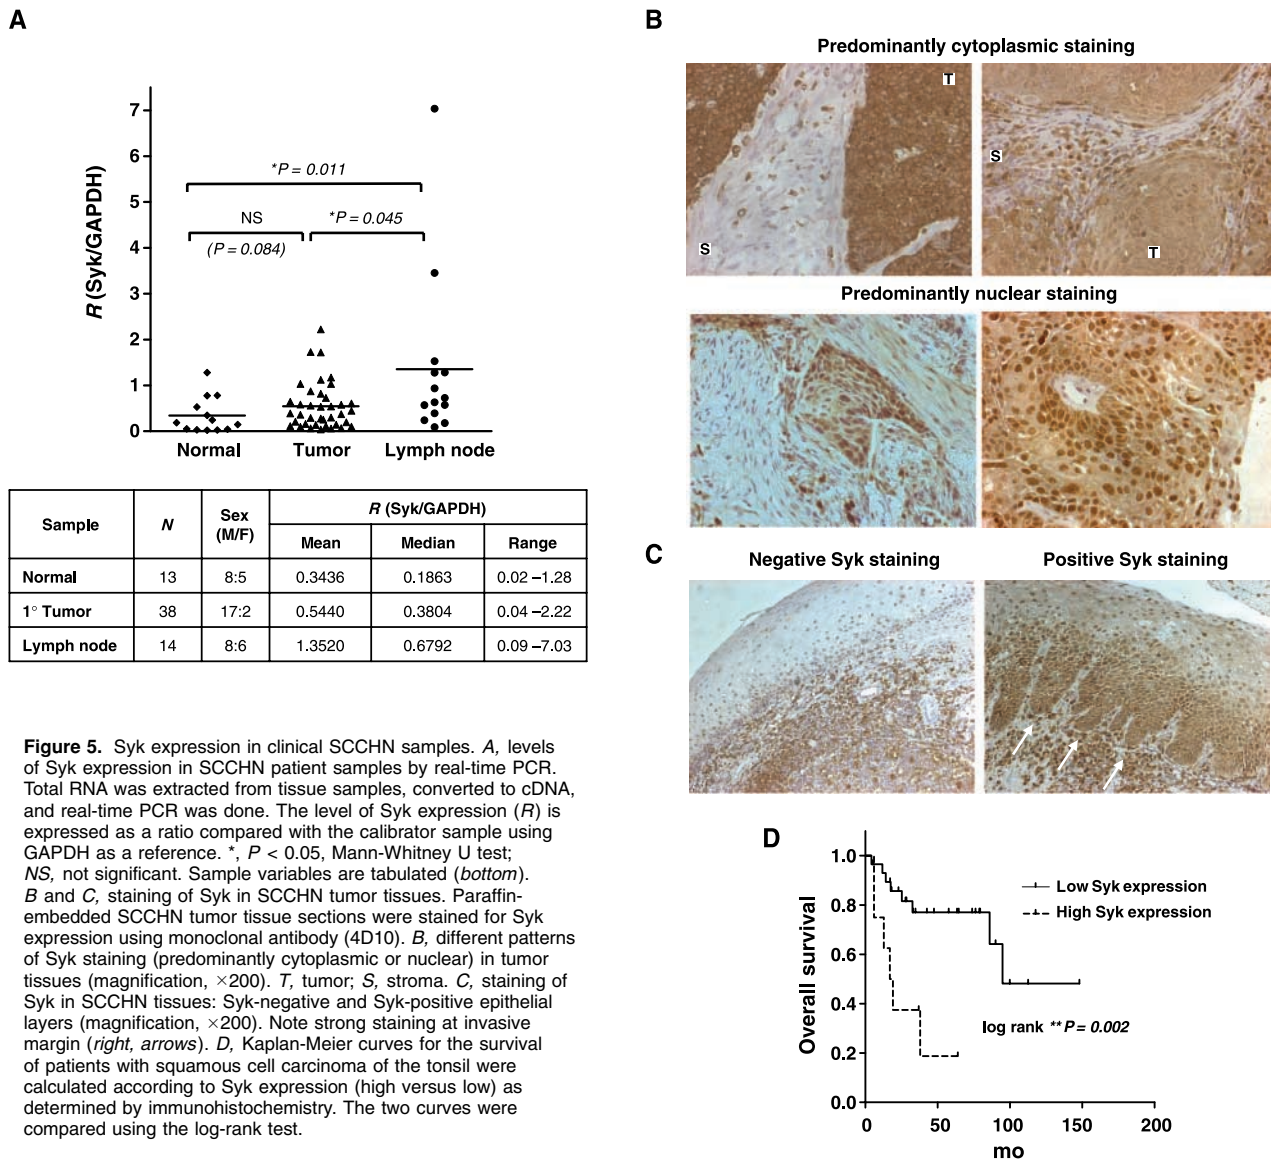 A
7
6
5
4
3
2
1
0
R (Syk/GAPDH)
*P = 0.011
NS
*P = 0.045
(P = 0.084)
Normal
Tumor
Lymph node
Sample N Sex (M/F) R (Syk/GAPDH)
Mean Median Range
Normal 13 8:5 0.3436 0.1863 0.02 –1.28
1° Tumor 38 17:2 0.5440 0.3804 0.04 –2.22
Lymph node 14 8:6 1.3520 0.6792 0.09 –7.03
Figure 5. Syk expression in clinical SCCHN samples. A, levels
of Syk expression in SCCHN patient samples by real-time PCR.
Total RNA was extracted from tissue samples, converted to cDNA,
and real-time PCR was done. The level of Syk expression (R) is
expressed as a ratio compared with the calibrator sample using
GAPDH as a reference. *, P < 0.05, Mann-Whitney U test;
NS, not significant. Sample variables are tabulated (bottom).
B and C, staining of Syk in SCCHN tumor tissues. Paraffin-
embedded SCCHN tumor tissue sections were stained for Syk
expression using monoclonal antibody (4D10). B, different patterns
of Syk staining (predominantly cytoplasmic or nuclear) in tumor
tissues (magnification, ×200). T, tumor; S, stroma. C, staining of
Syk in SCCHN tissues: Syk-negative and Syk-positive epithelial
layers (magnification, ×200). Note strong staining at invasive
margin (right, arrows). D, Kaplan-Meier curves for the survival
of patients with squamous cell carcinoma of the tonsil were
calculated according to Syk expression (high versus low) as
determined by immunohistochemistry. The two curves were
compared using the log-rank test.
B
Predominantly cytoplasmic staining
T
S
S
T
Predominantly nuclear staining
C
Negative Syk staining
Positive Syk staining
D
1.0
0.8
0.6
0.4
0.2
0.0
Overall survival
Low Syk expression
High Syk expression
log rank **P = 0.002
0
50
100
150
200
mo